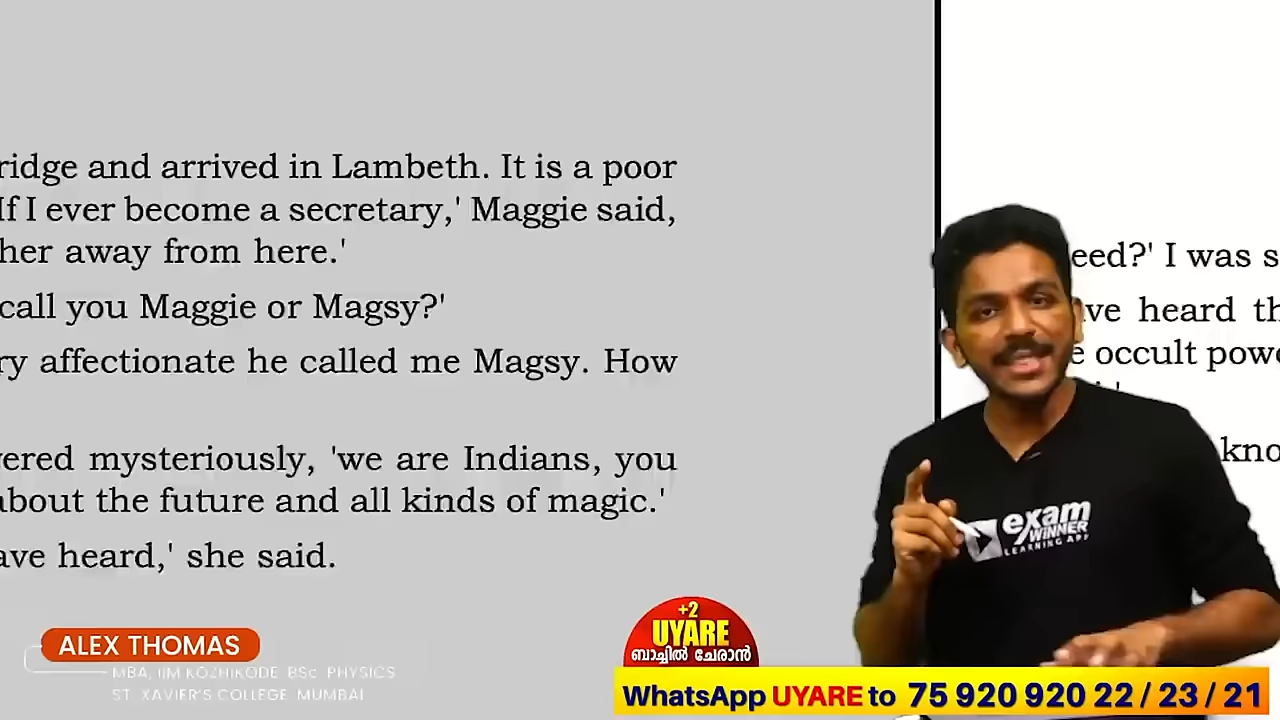 ridge and arrived in Lambeth. It is a poor
If I ever become a secretary,' Maggie said,
her away from here.'
call you Maggie or Magsy?'
ry affectionate he called me Magsy. How
vered mysteriously, 'we are Indians, you
about the future and all kinds of magic.'
ave heard,' she said.
eed?' I was s
ve heard th
e occult powe
kno
exam
WiNNER
LEARNING APP
ALEX THOMAS
MBA, IIM KOZHIKODE, BSc. PHYSICS
ST. XAVIER'S COLLEGE, MUMBAI
+2
UYARE
ബാച്ചിൽ ചേരാൻ
WhatsApp UYARE to 75 920 920 22 / 23 / 21